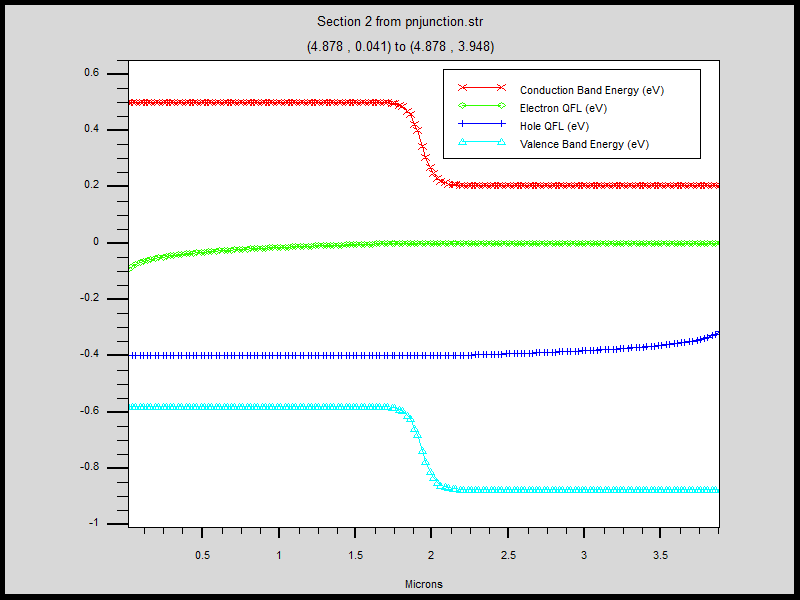 Section 2 from pnjunction.str
(4.878 , 0.041) to (4.878 , 3.948)
Conduction Band Energy (eV)
Electron QFL (eV)
Hole QFL (eV)
Valence Band Energy (eV)
0.6
0.4
0.2
0
-0.2
-0.4
-0.6
-0.8
-1
0.5 1 1.5 2 2.5 3 3.5
Microns